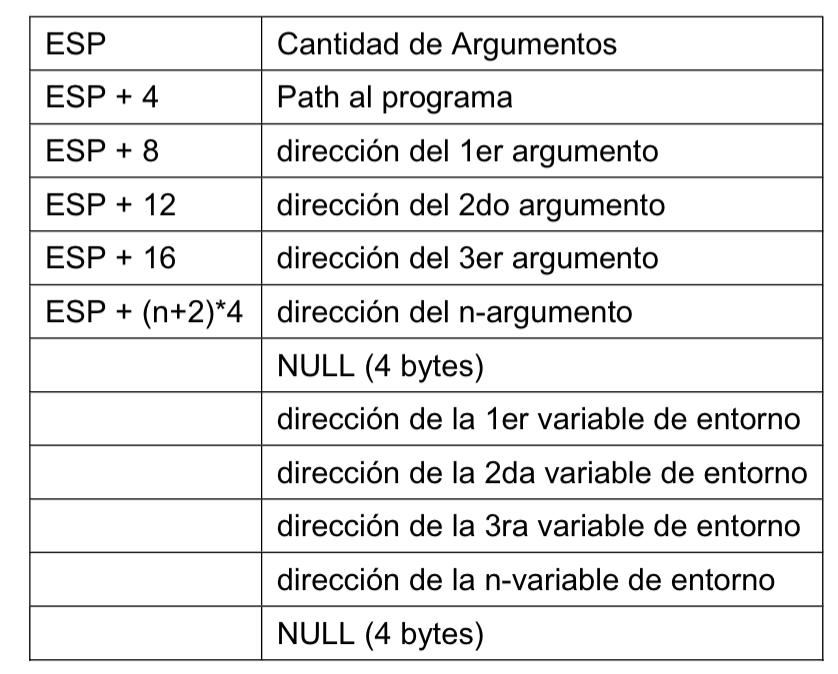 ESP Cantidad de Argumentos
ESP + 4 Path al programa
ESP + 8 dirección del 1er argumento
ESP + 12 dirección del 2do argumento
ESP + 16 dirección del 3er argumento
ESP + (n+2)*4 dirección del n-argumento
NULL (4 bytes)
dirección de la 1er variable de entorno
dirección de la 2da variable de entorno
dirección de la 3ra variable de entorno
dirección de la n-variable de entorno
NULL (4 bytes)